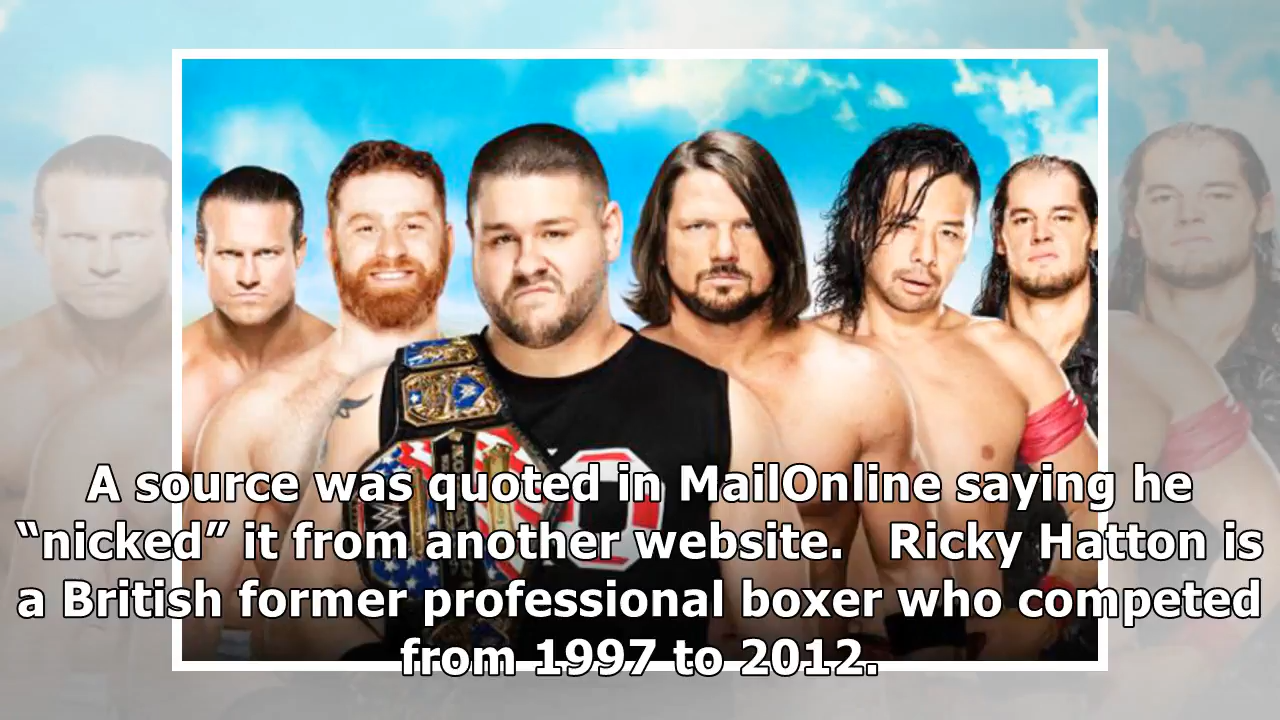 A source was quoted in MailOnline saying he
“nicked” it from another website.   Ricky Hatton is
a British former professional boxer who competed
from 1997 to 2012.